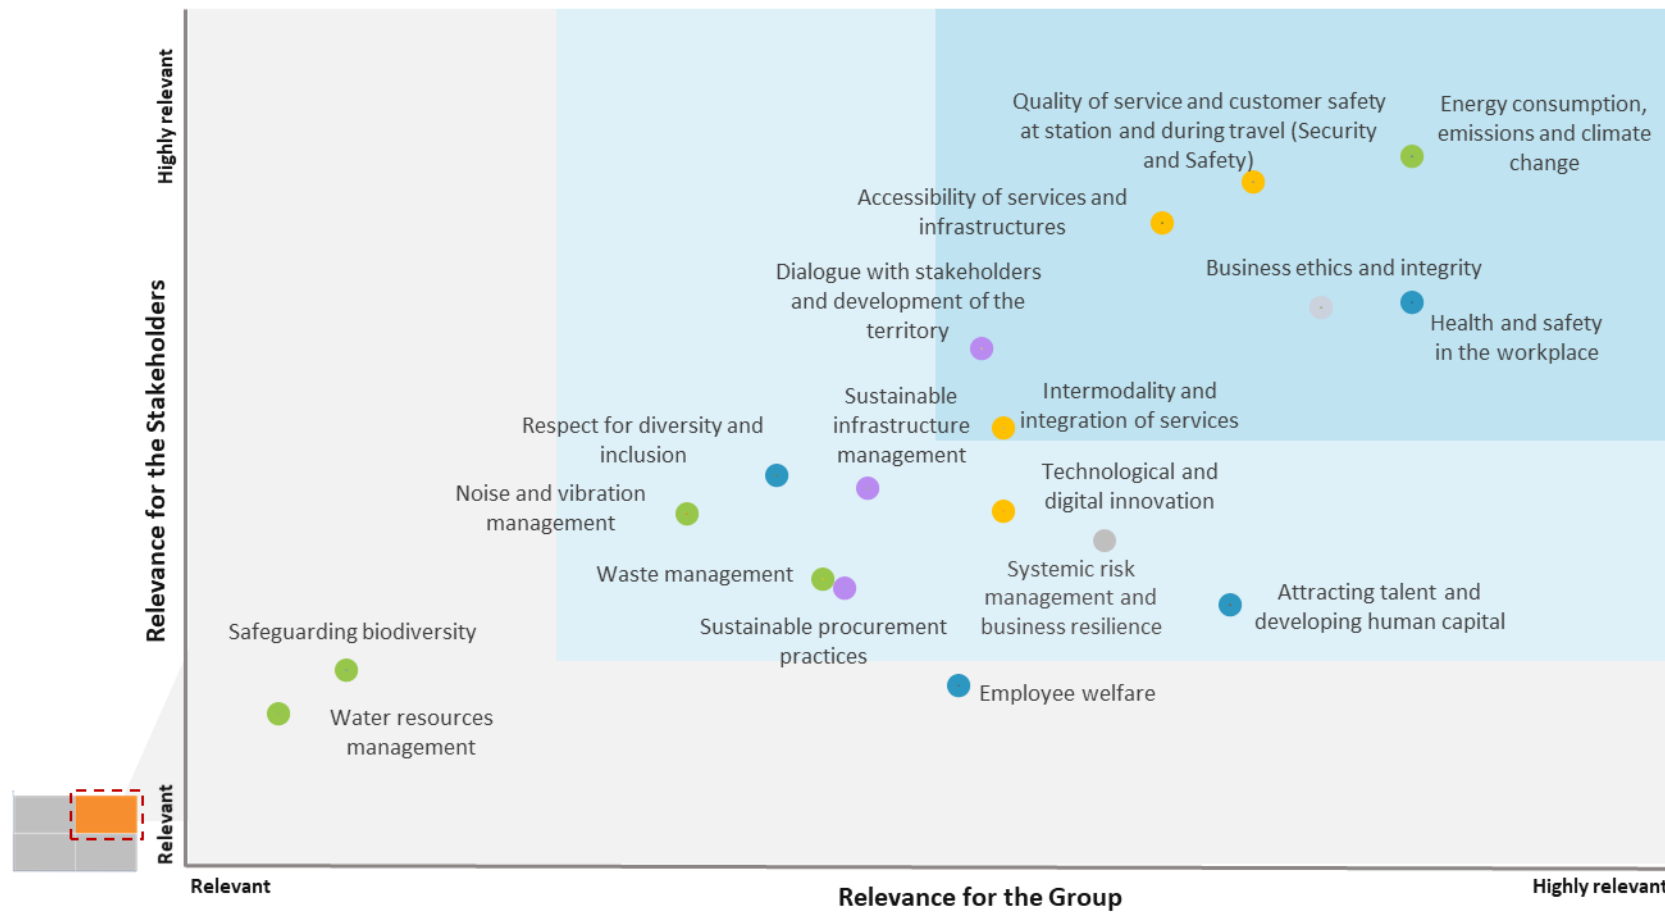 Highly relevant
Relevance for the Stakeholders
Relevant
Quality of service and customer safety
at station and during travel (Security
and Safety)
Energy consumption,
emissions and climate
change
Accessibility of services and
infrastructures
Dialogue with stakeholders
and development of the
territory
Business ethics and integrity
Health and safety
in the workplace
Sustainable
infrastructure
management
Intermodality and
integration of services
Respect for diversity and
inclusion
Noise and vibration
management
Technological and
digital innovation
Waste management
Systemic risk
management and
business resilience
Attracting talent and
developing human capital
Sustainable procurement
practices
Safeguarding biodiversity
Employee welfare
Water resources
management
Relevant
Relevance for the Group
Highly relevant